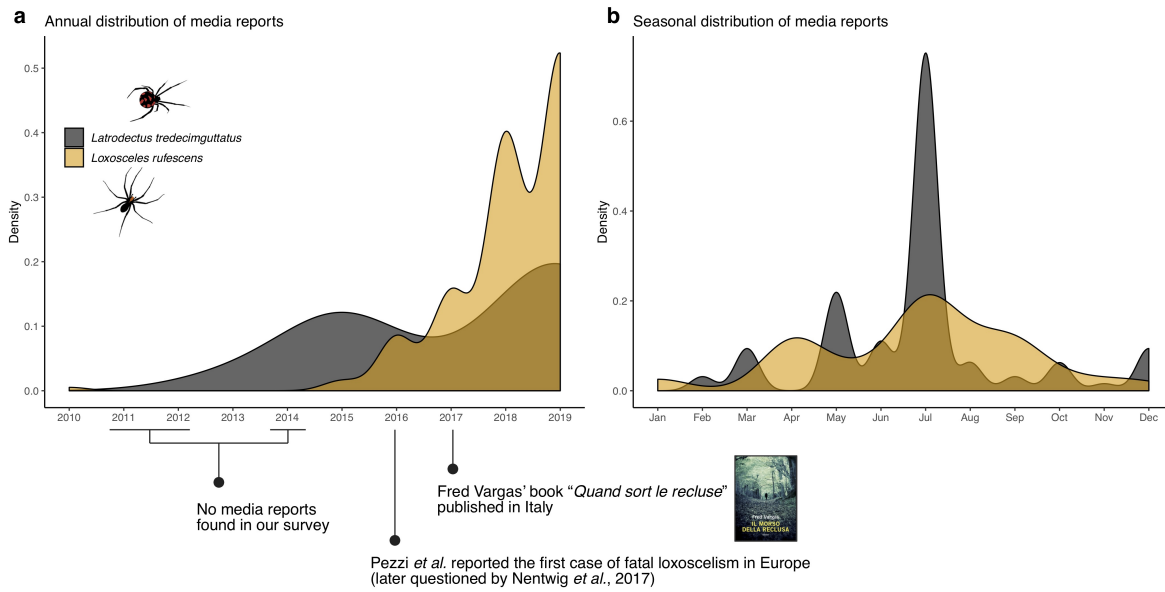 a Annual distribution of media reports
Density
0.5
0.4
0.3
0.2
0.1
0.0
Latrodectus tredecimguttatus
Loxosceles rufescens
2010 2011 2012 2013 2014 2015 2016 2017 2018 2019
No media reports
found in our survey
Fred Vargas’ book “Quand sort le recluse”
published in Italy
Pezzi et al. reported the first case of fatal loxoscelism in Europe
(later questioned by Nentwig et al., 2017)
b Seasonal distribution of media reports
Density
0.6
0.4
0.2
0.0
Jan Feb Mar Apr May Jun Jul Aug Sep Oct Nov Dec
Fred Vargas
IL MORSO
DELLA RECLUSA